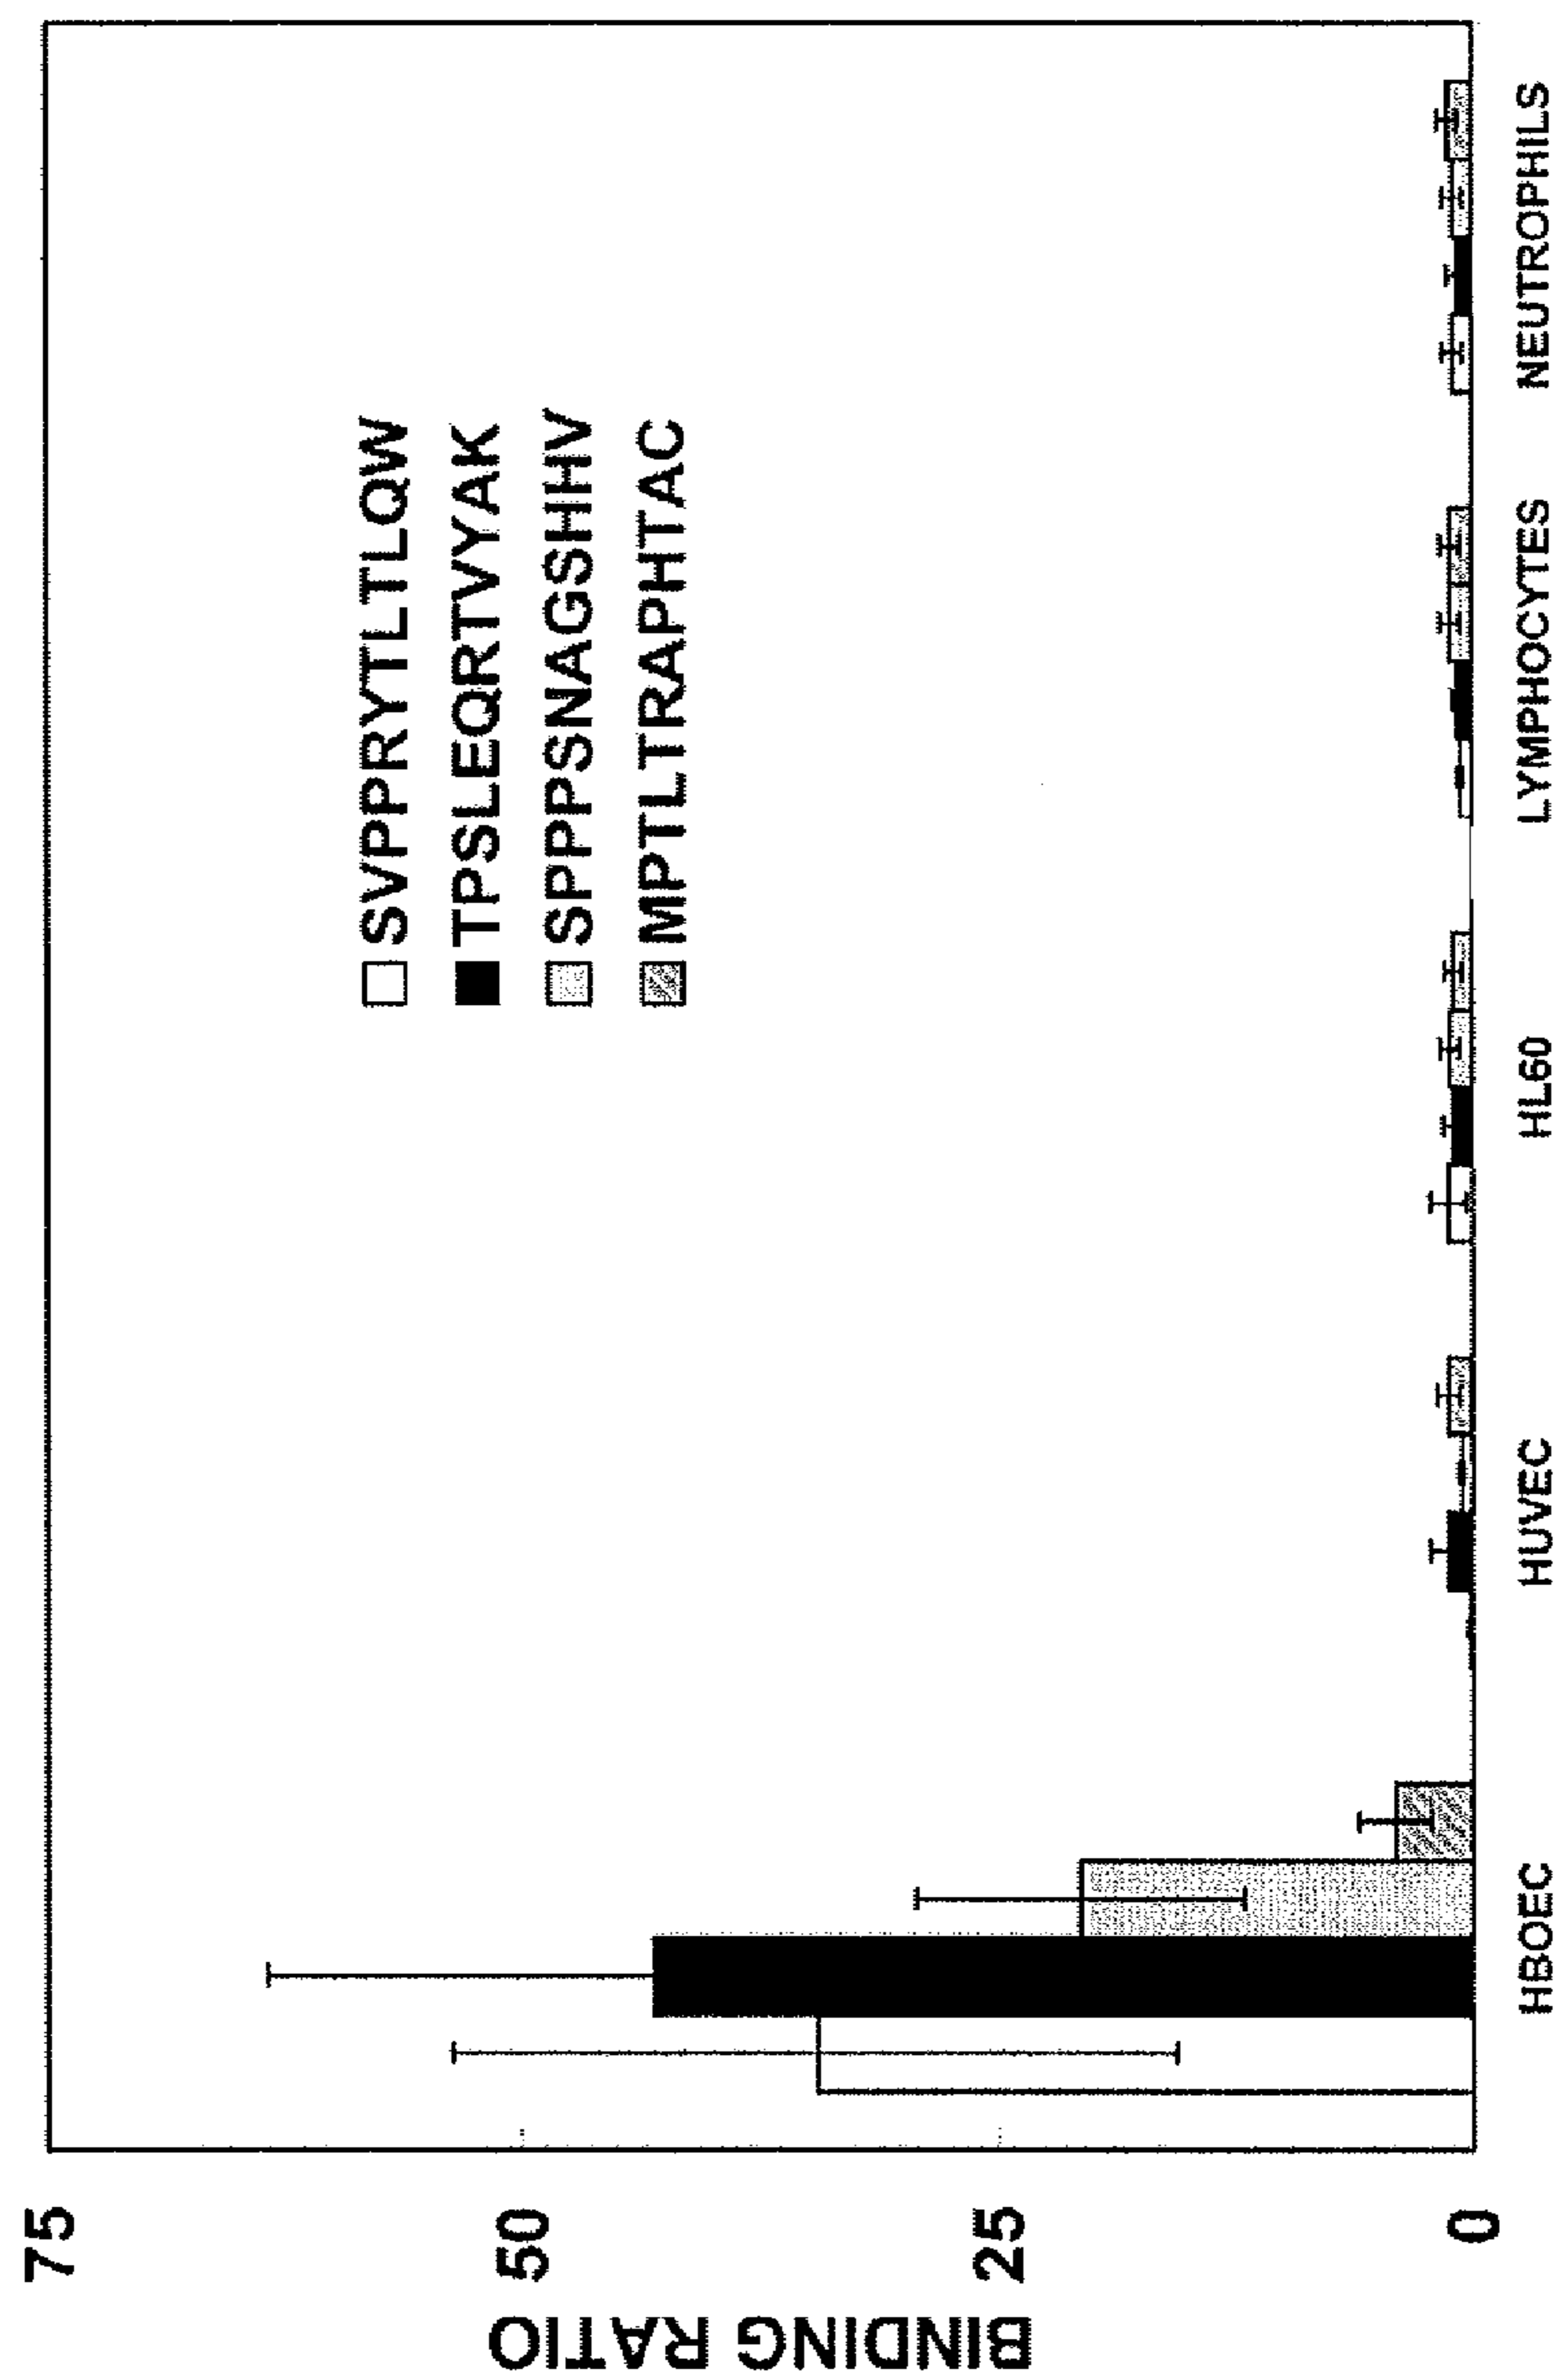 BINDING RATIO
75
50
25
0
SVPPRYTLTLQW
TPSLEQRTVYAK
SPPPSNAGSHHV
MPTLTRAPHTAC
HBOEC
HUVEC
HL60
LYMPHOCYTES
NEUTROPHILS